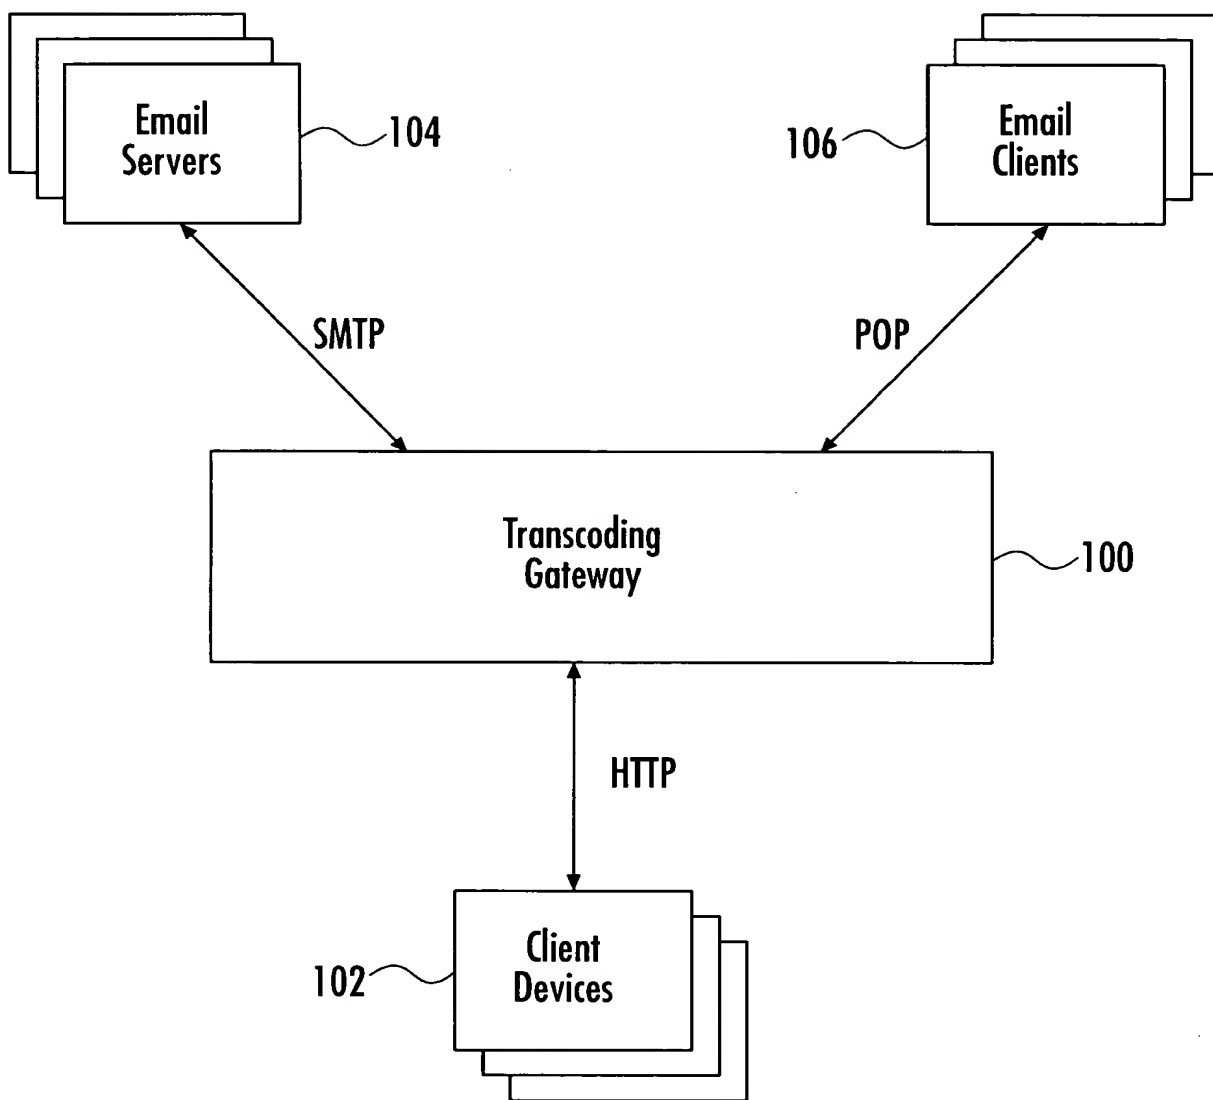 Email
Servers
104
106
Email
Clients
SMTP
POP
Transcoding
Gateway
100
HTTP
Client
Devices
102